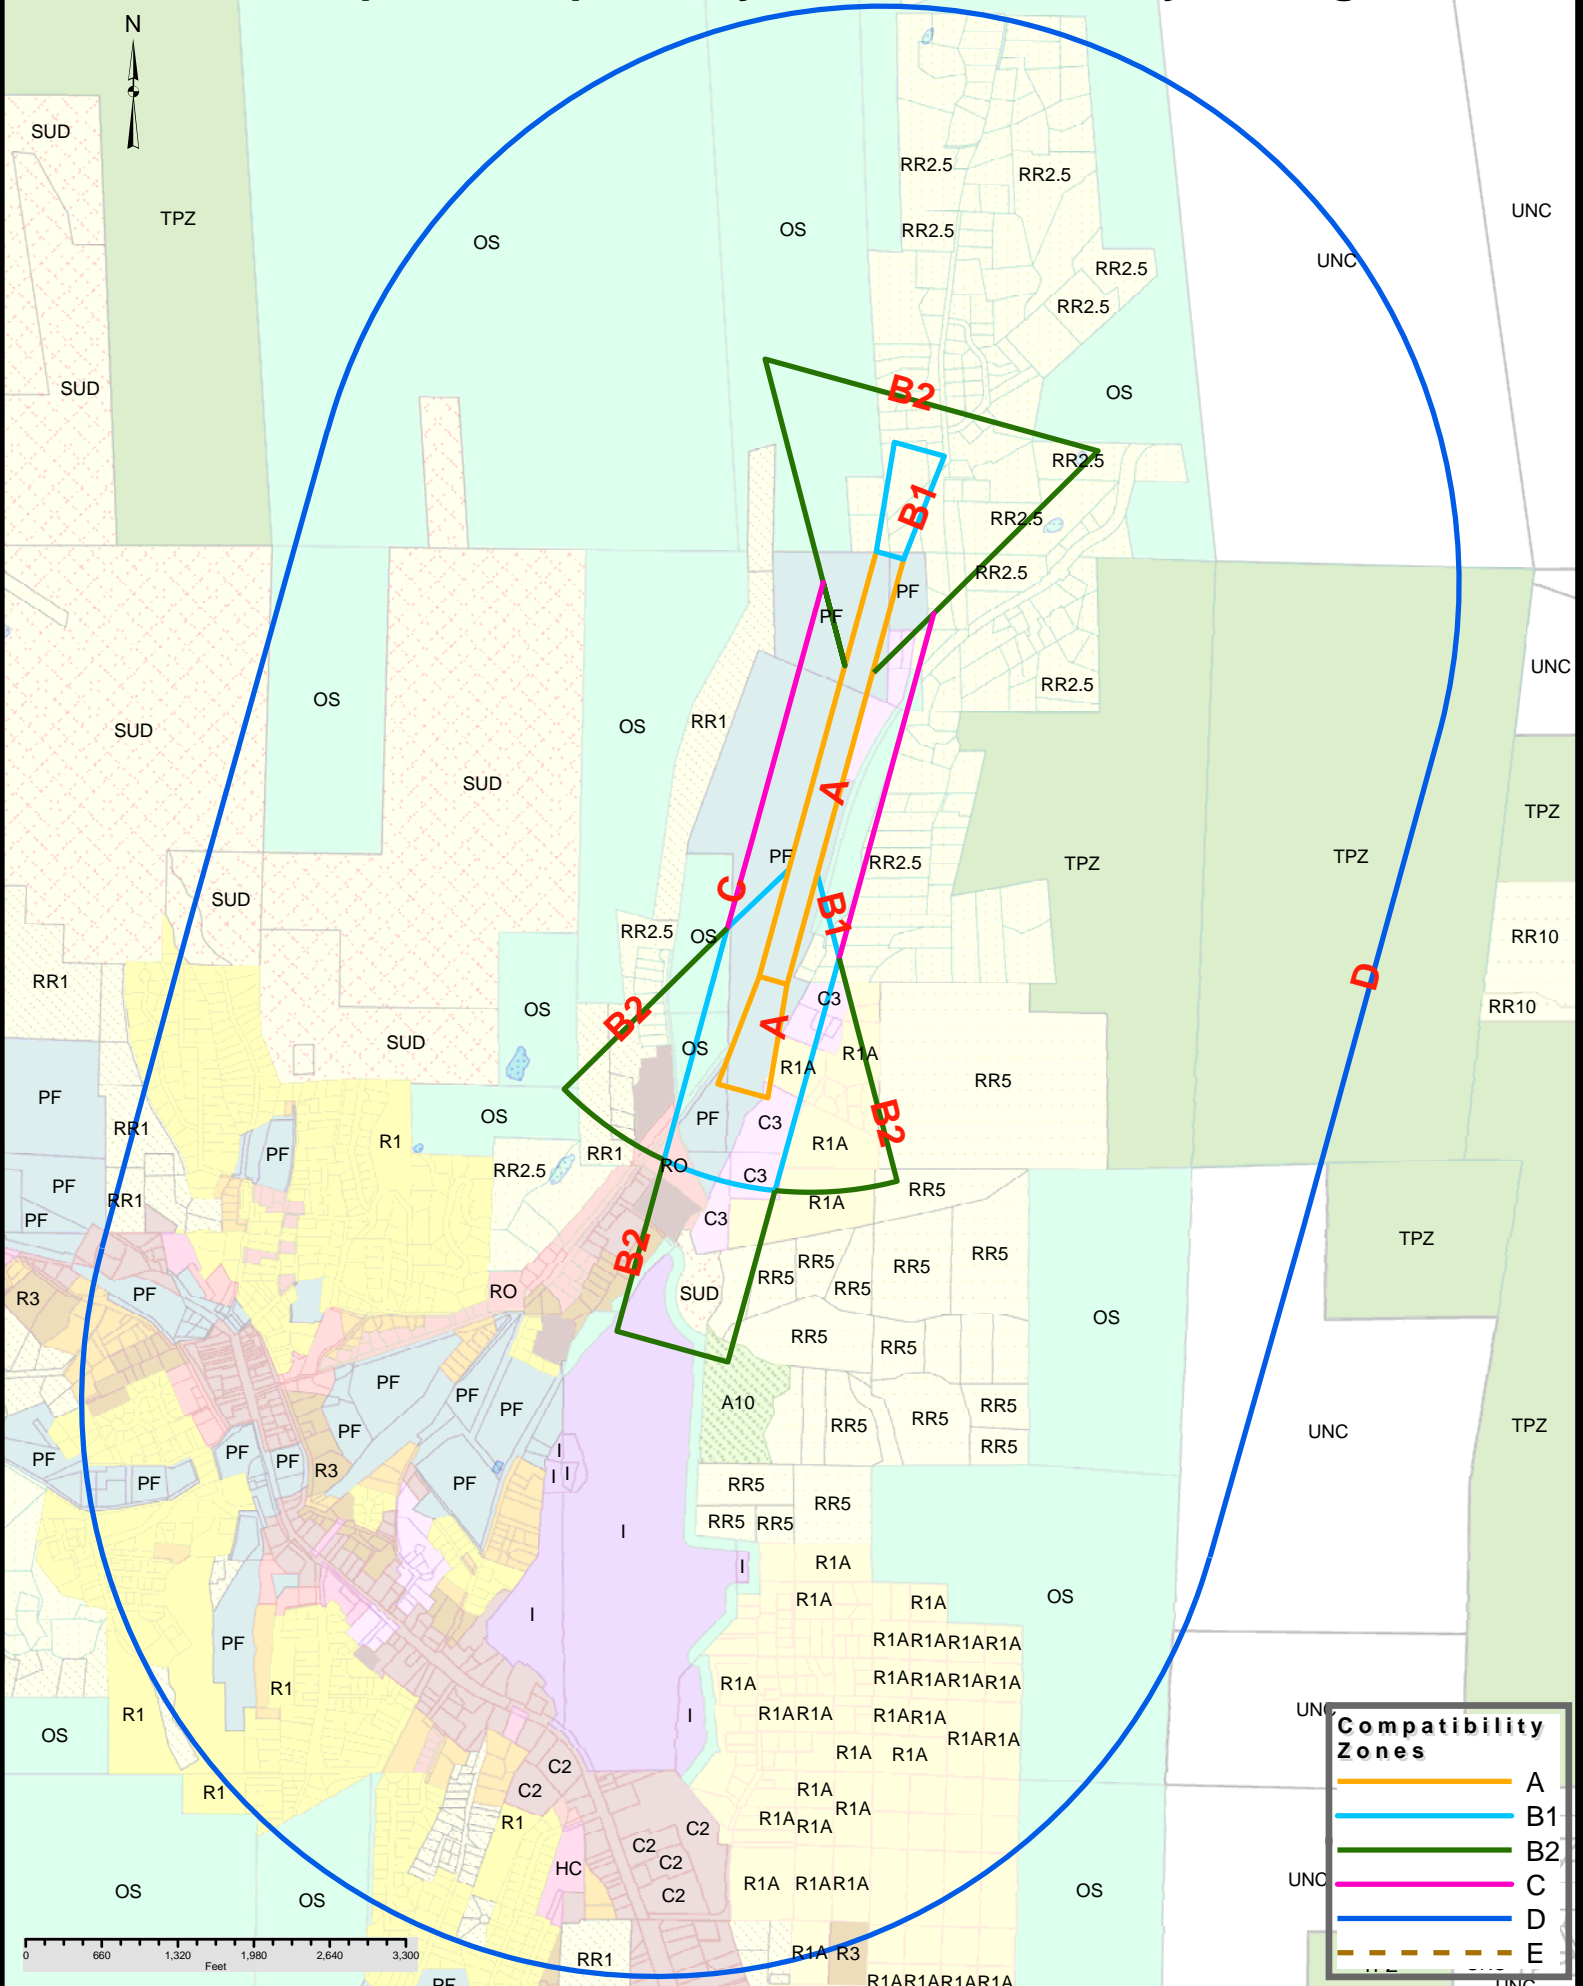 N
SUD
TPZ
OS
OS
RR2.5
RR2.5
UNC
RR2.5
UNC
RR2.5
RR2.5
SUD
B2
OS
RR2.5
B1
RR2.5
RR2.5
PF
PF
UNC
RR2.5
OS
OS
RR1
SUD
SUD
A
TPZ
PF
RR2.5
TPZ
TPZ
C
SUD
B1
RR2.5
OS
RR10
RR1
D
C3
RR10
OS
B2
A
SUD
OS
R1A
R1A
RR5
PF
OS
PF
C3
B2
RR1
R1
R1A
PF
RR1
RO
RR2.5
C3
PF
RR1
RR5
R1A
PF
C3
B2
RR5
RR5
RR5
TPZ
RR5
RR5
SUD
RO
PF
R3
OS
RR5
RR5
PF
PF
A10
PF
RR5
RR5
RR5
PF
UNC
TPZ
RR5
PF
PF
PF
I
R3
I I
PF
PF
RR5
RR5
RR5 RR5
I
R1A
I
OS
R1A
R1A
I
PF
R1AR1AR1AR1A
R1AR1AR1AR1A
R1A
R1
R1
I
R1AR1A
R1AR1A
UNC
OS
R1AR1A
R1A
R1A
C2
C2
R1
R1A
R1A
R1A
R1A
R1
C2
C2
C2
HC
C2
R1A
R1AR1A
OS
UNC
OS
OS
RR1
R1A
R3
PF
R1AR1AR1AR1A
Compatibility
Zones
A
B1
B2
C
D
E
0 660 1,320 1,980 2,640 3,300
Feet